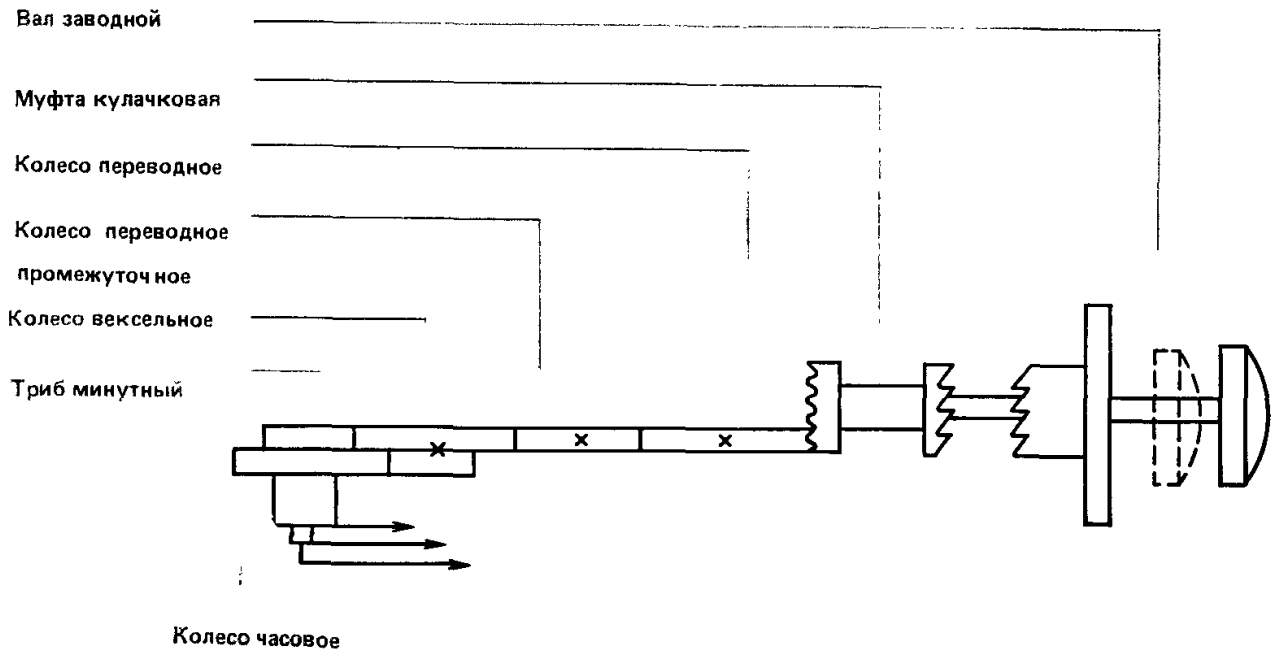 Вал заводной
Муфта кулачковая
Колесо переводное
Колесо переводное
промежуточное
Колесо вексельное
Триб минутный
Колесо часовое